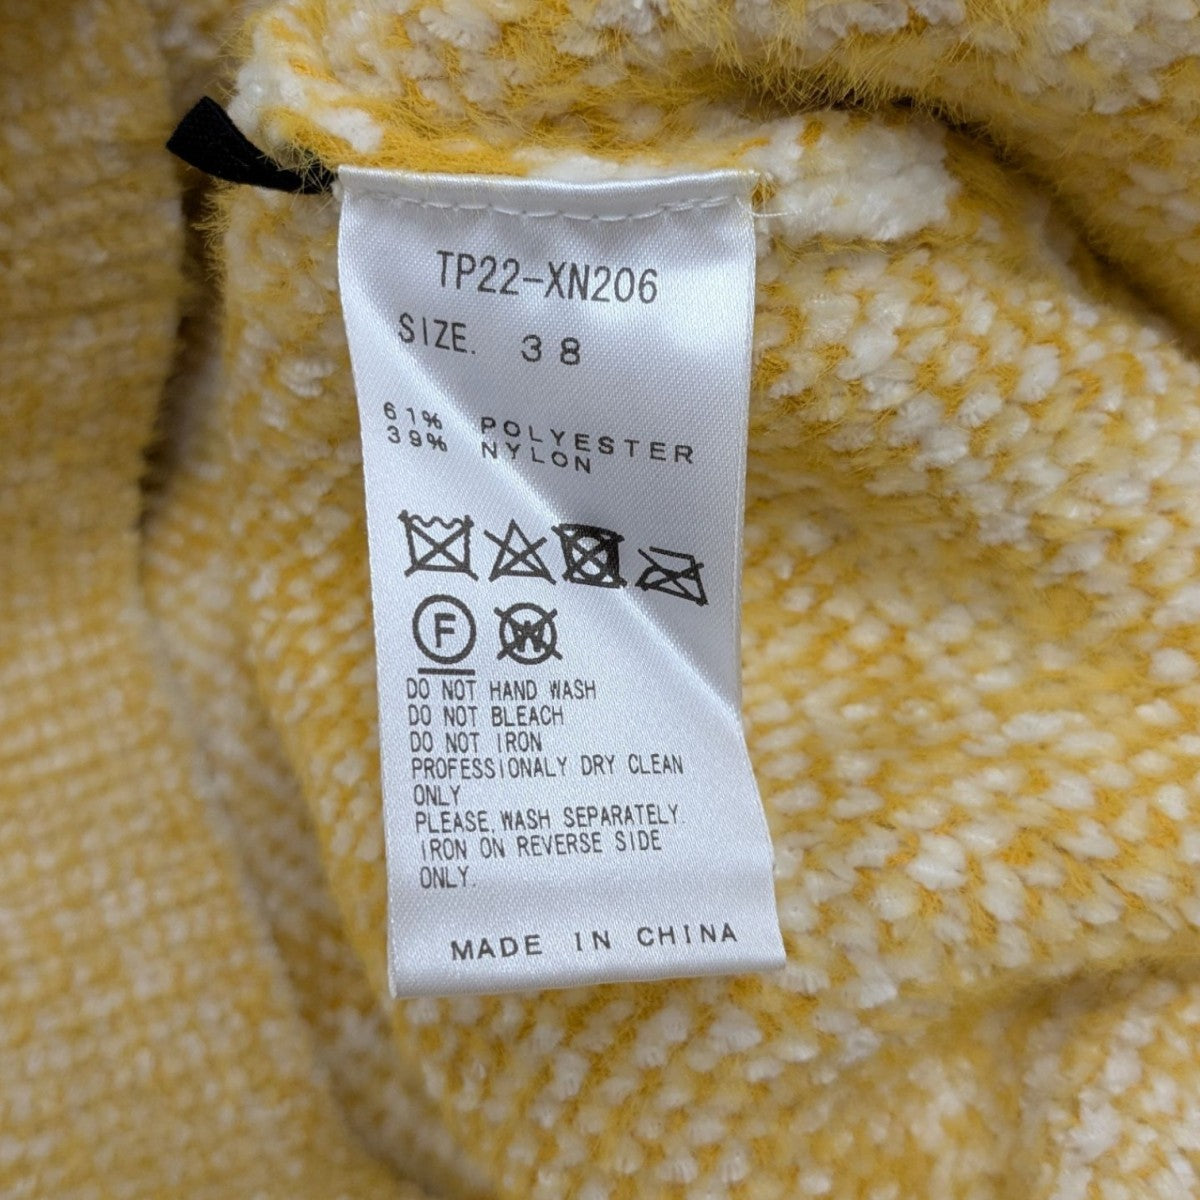 TP22-XN206
SIZE. 38
61% POLYESTER
39% NYLON
F W
DO NOT HAND WASH
DO NOT BLEACH
DO NOT IRON
PROFESSIONALY DRY CLEAN
ONLY
PLEASE.WASH SEPARATELY.
IRON ON REVERSE SIDE
ONLY.
MADE IN CHINA